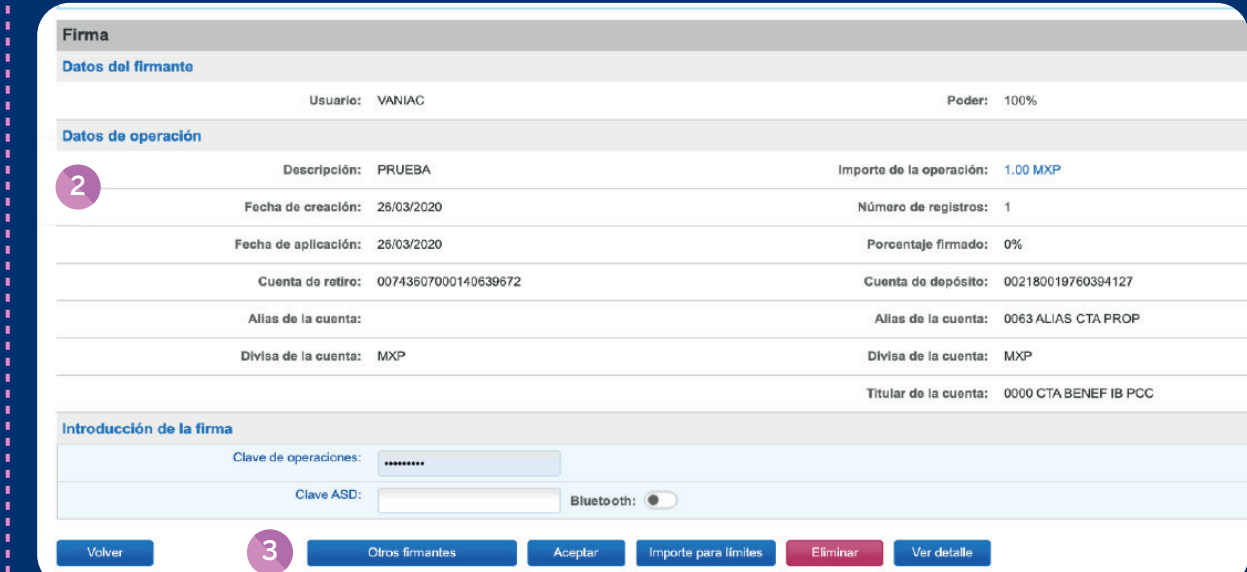 Firma
Datos del firmante
Usuario: VANIAC Poder: 100%
Datos de operación
2
Descripción: PRUEBA Importe de la operación: 1.00 MXP
Fecha de creación: 26/03/2020 Número de registros: 1
Fecha de aplicación: 26/03/2020 Porcentaje firmado: 0%
Cuenta de retiro: 00743607000140639672 Cuenta de depósito: 002180019760394127
Alias de la cuenta: Alias de la cuenta: 0063 ALIAS CTA PROP
Divisa de la cuenta: MXP Divisa de la cuenta: MXP
Titular de la cuenta: 0000 CTA BENEF IB PCC
Introducción de la firma
Clave de operaciones: •••••••••
Clave ASD: Bluetooth:
Volver 3 Otros firmantes Aceptar Importe para límites Eliminar Ver detalle